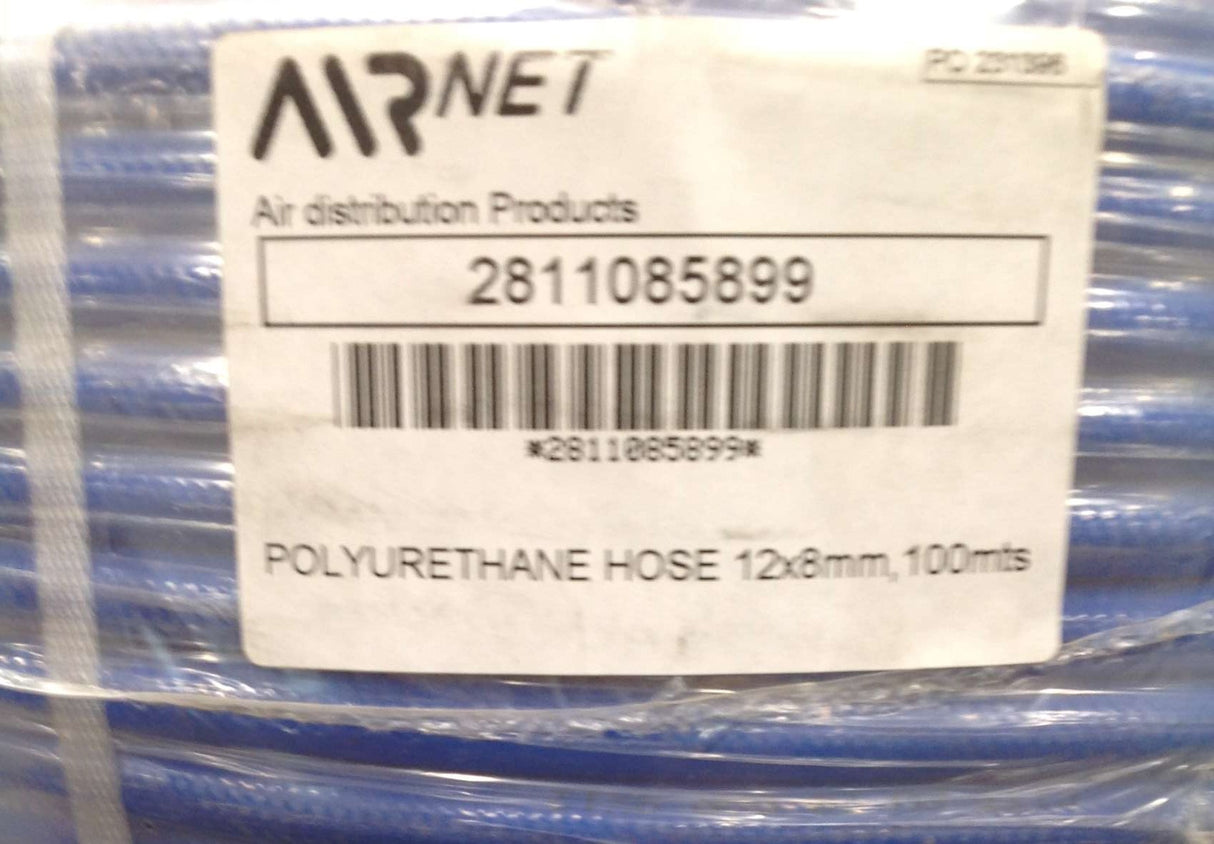 AIRNET
Air distribution Products
2811085899
*2811085899*
POLYURETHANE HOSE 12x8mm, 100mts